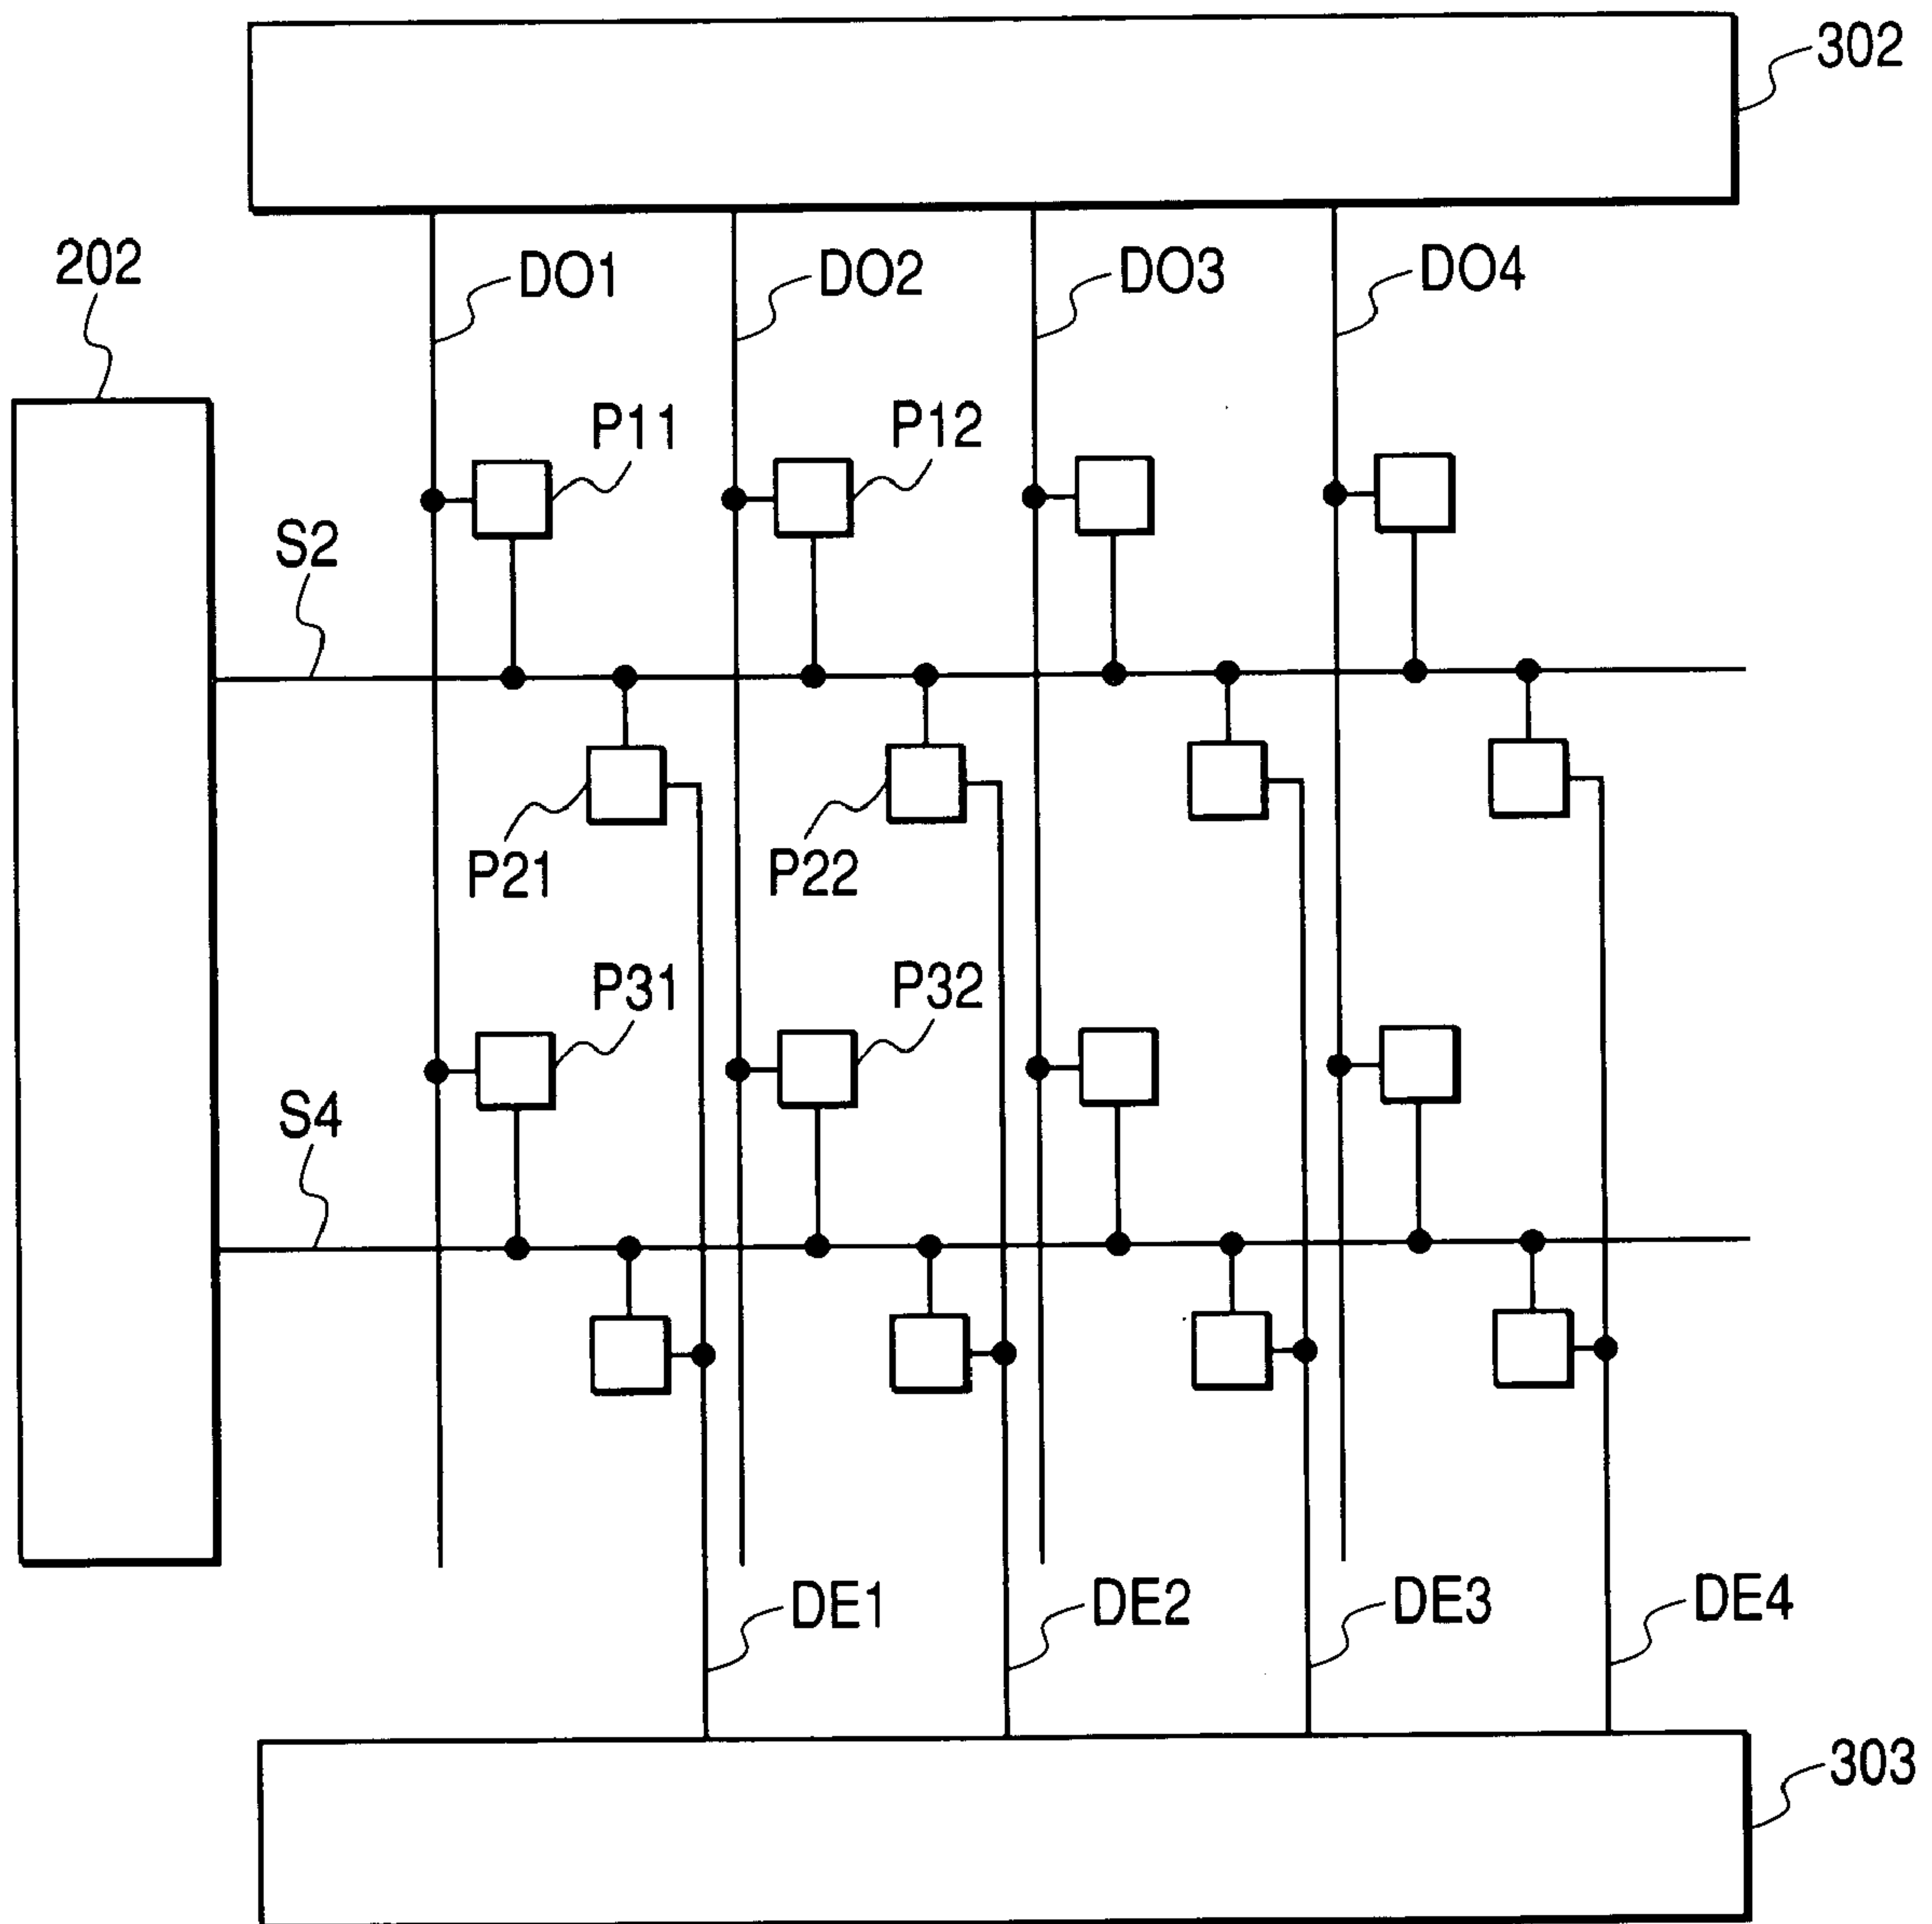 302
202
DO1
DO2
DO3
DO4
P11
P12
S2
P21
P22
P31
P32
S4
DE1
DE2
DE3
DE4
303